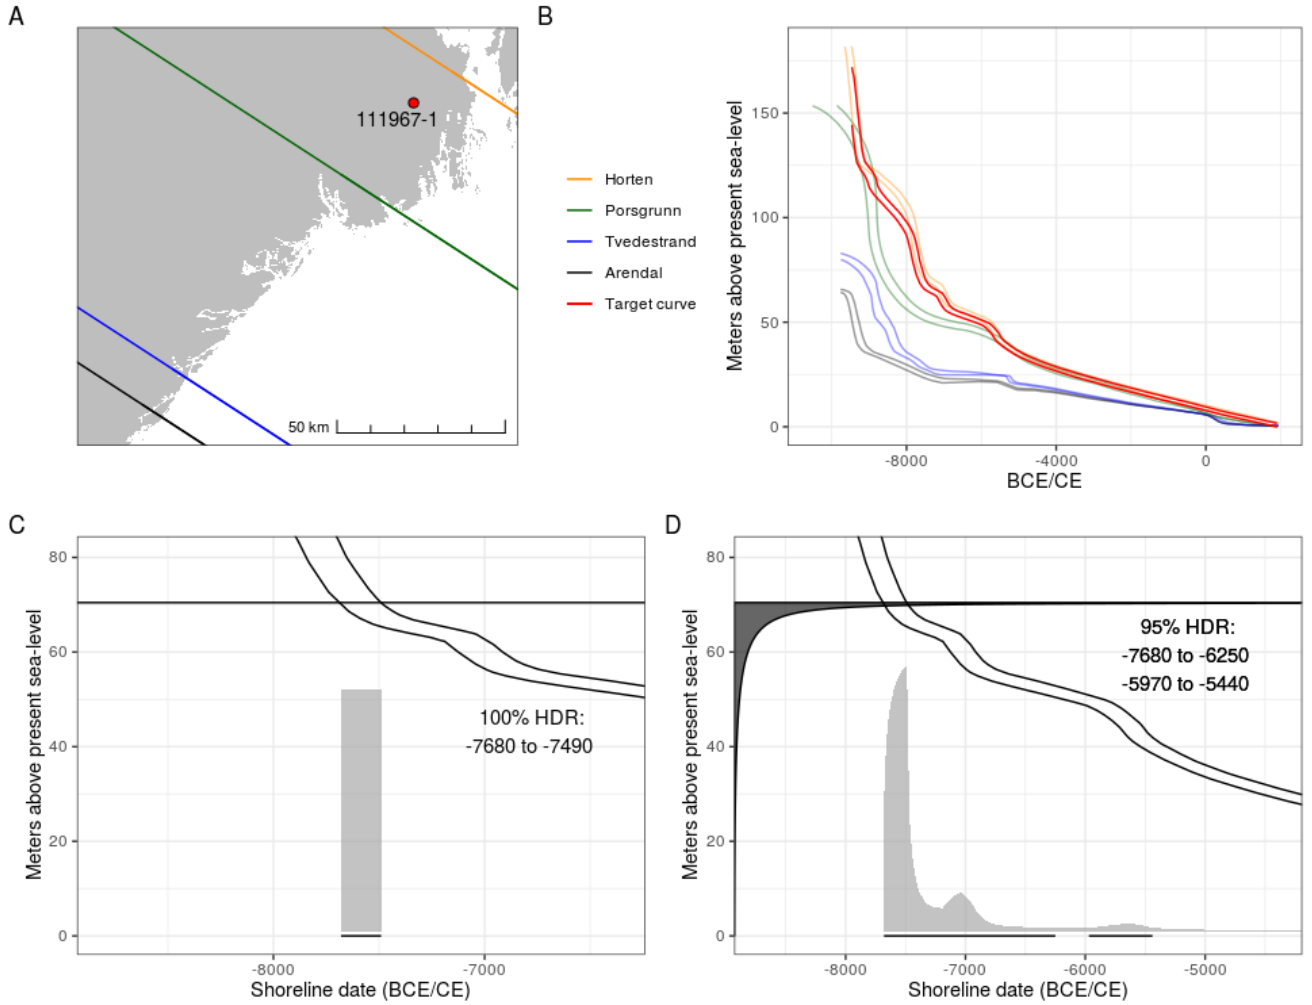 A
111967-1
50 km
Horten
Porsgrunn
Tvedestrand
Arendal
Target curve
B
Meters above present sea-level
150
100
50
0
-8000
-4000
0
BCE/CE
C
Meters above present sea-level
80
60
40
20
0
100% HDR:
-7680 to -7490
-8000
-7000
Shoreline date (BCE/CE)
D
Meters above present sea-level
80
60
40
20
0
95% HDR:
-7680 to -6250
-5970 to -5440
-8000
-7000
-6000
-5000
Shoreline date (BCE/CE)